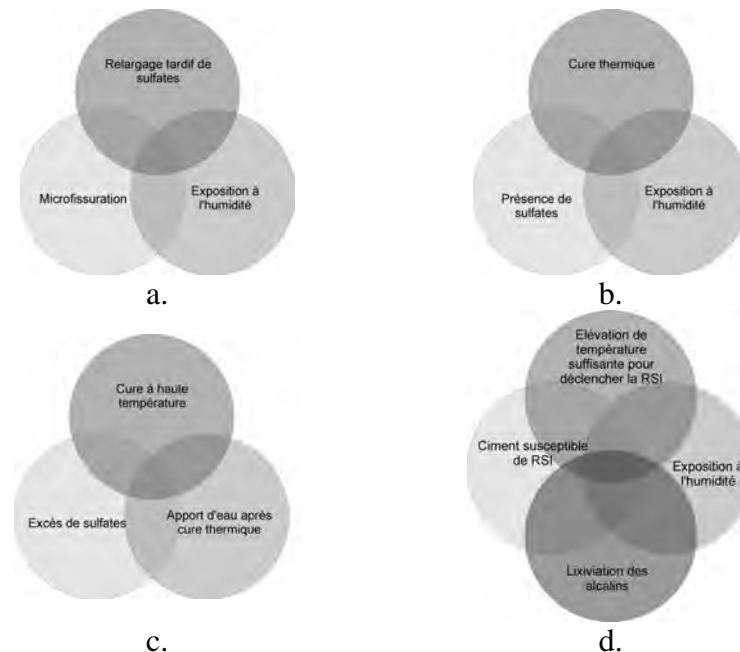 Relargage tardif de
sulfates
Microfissuration
Exposition à
l'humidité
a.
Cure thermique
Présence de
sulfates
Exposition à
l'humidité
b.
Cure à haute
température
Excès de sulfates
Apport d'eau après
cure thermique
c.
Elévation de
température
suffisante pour
déclencher la RSI
Ciment susceptible
de RSI
Exposition à
l'humidité
Lixiviation des
alcalins
d.